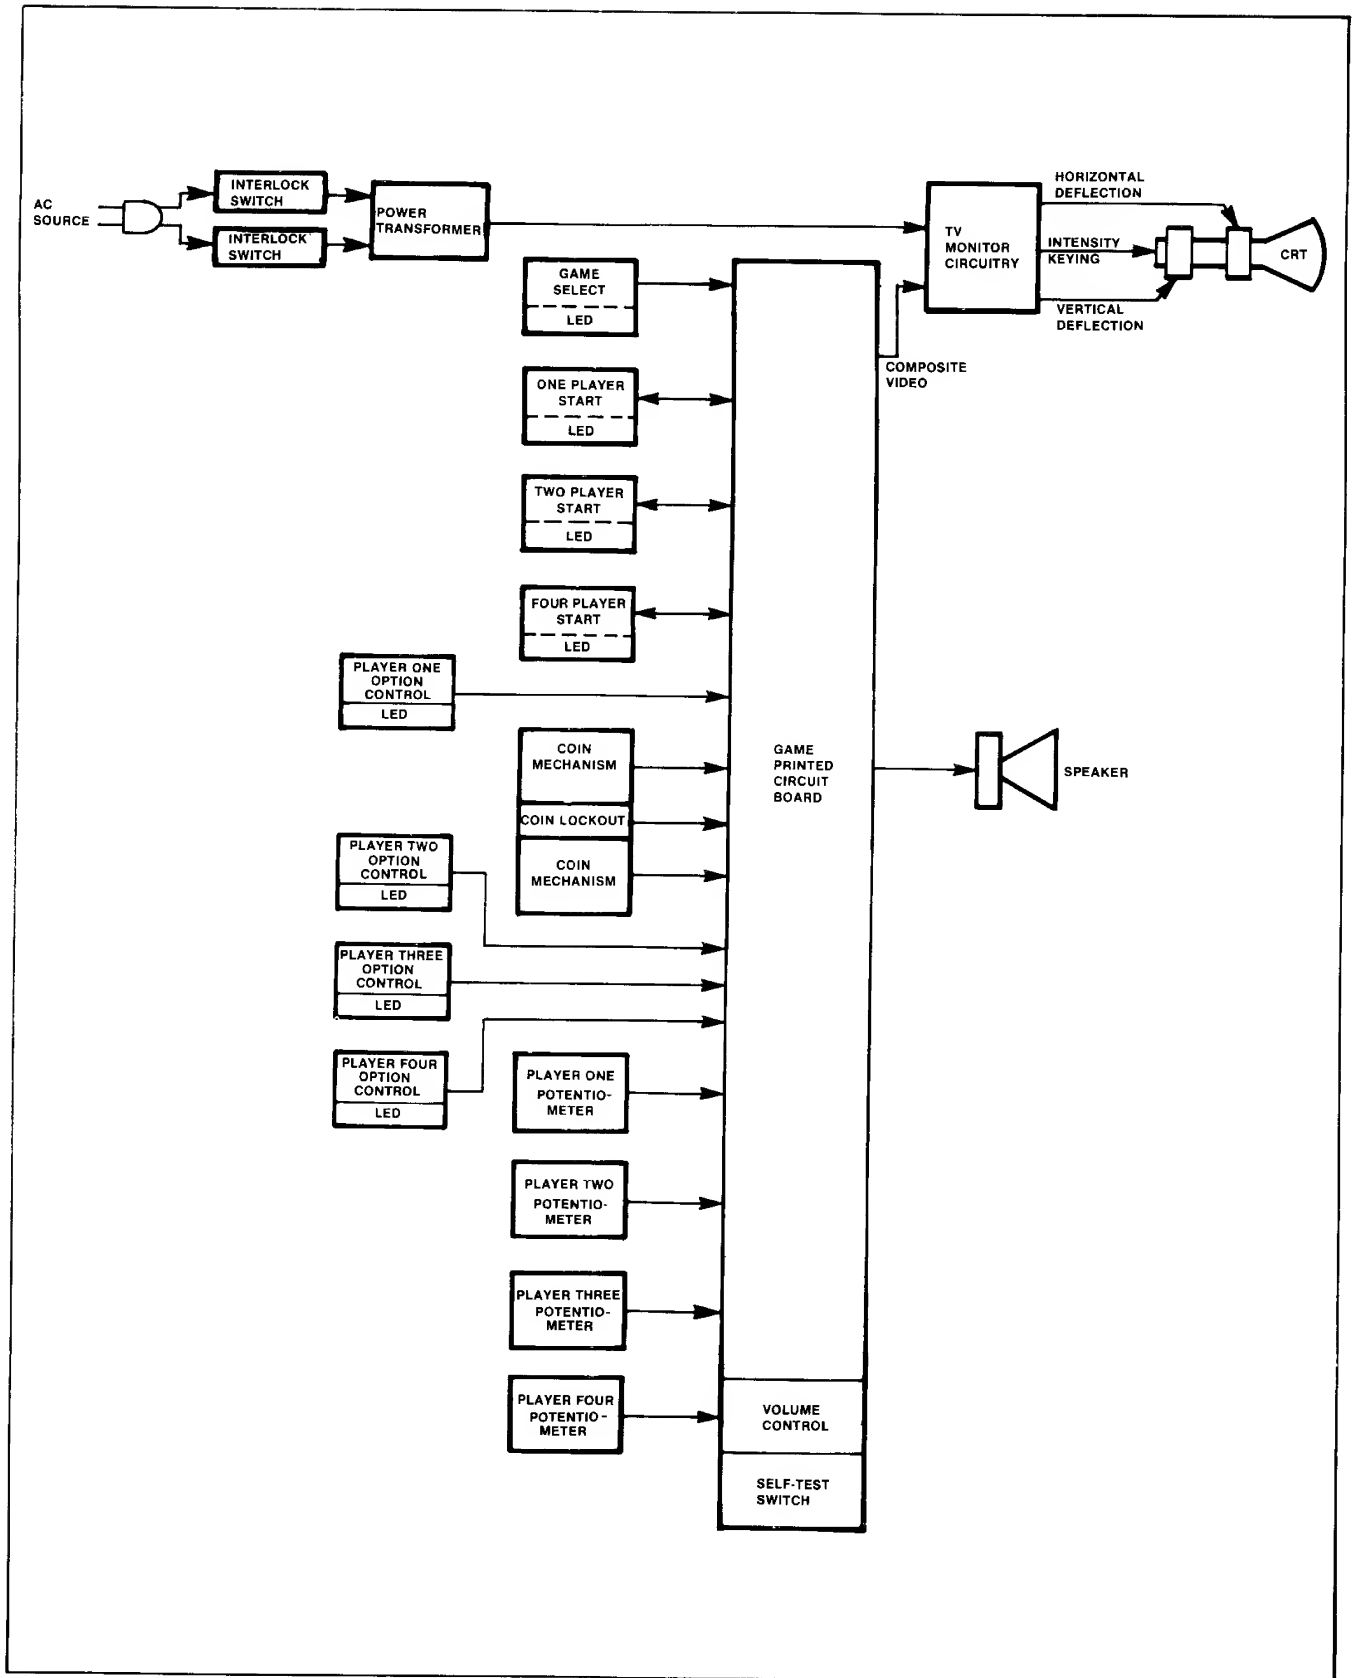 AC
SOURCE
INTERLOCK
SWITCH
INTERLOCK
SWITCH
POWER
TRANSFORMER
TV
MONITOR
CIRCUITRY
HORIZONTAL
DEFLECTION
INTENSITY
KEYING
VERTICAL
DEFLECTION
CRT
COMPOSITE
VIDEO
GAME
SELECT
LED
ONE PLAYER
START
LED
TWO PLAYER
START
LED
FOUR PLAYER
START
LED
PLAYER ONE
OPTION
CONTROL
LED
COIN
MECHANISM
COIN LOCKOUT
COIN
MECHANISM
GAME
PRINTED
CIRCUIT
BOARD
SPEAKER
PLAYER TWO
OPTION
CONTROL
LED
PLAYER THREE
OPTION
CONTROL
LED
PLAYER FOUR
OPTION
CONTROL
LED
PLAYER ONE
POTENTIO-
METER
PLAYER TWO
POTENTIO-
METER
PLAYER THREE
POTENTIO-
METER
PLAYER FOUR
POTENTIO-
METER
VOLUME
CONTROL
SELF-TEST
SWITCH